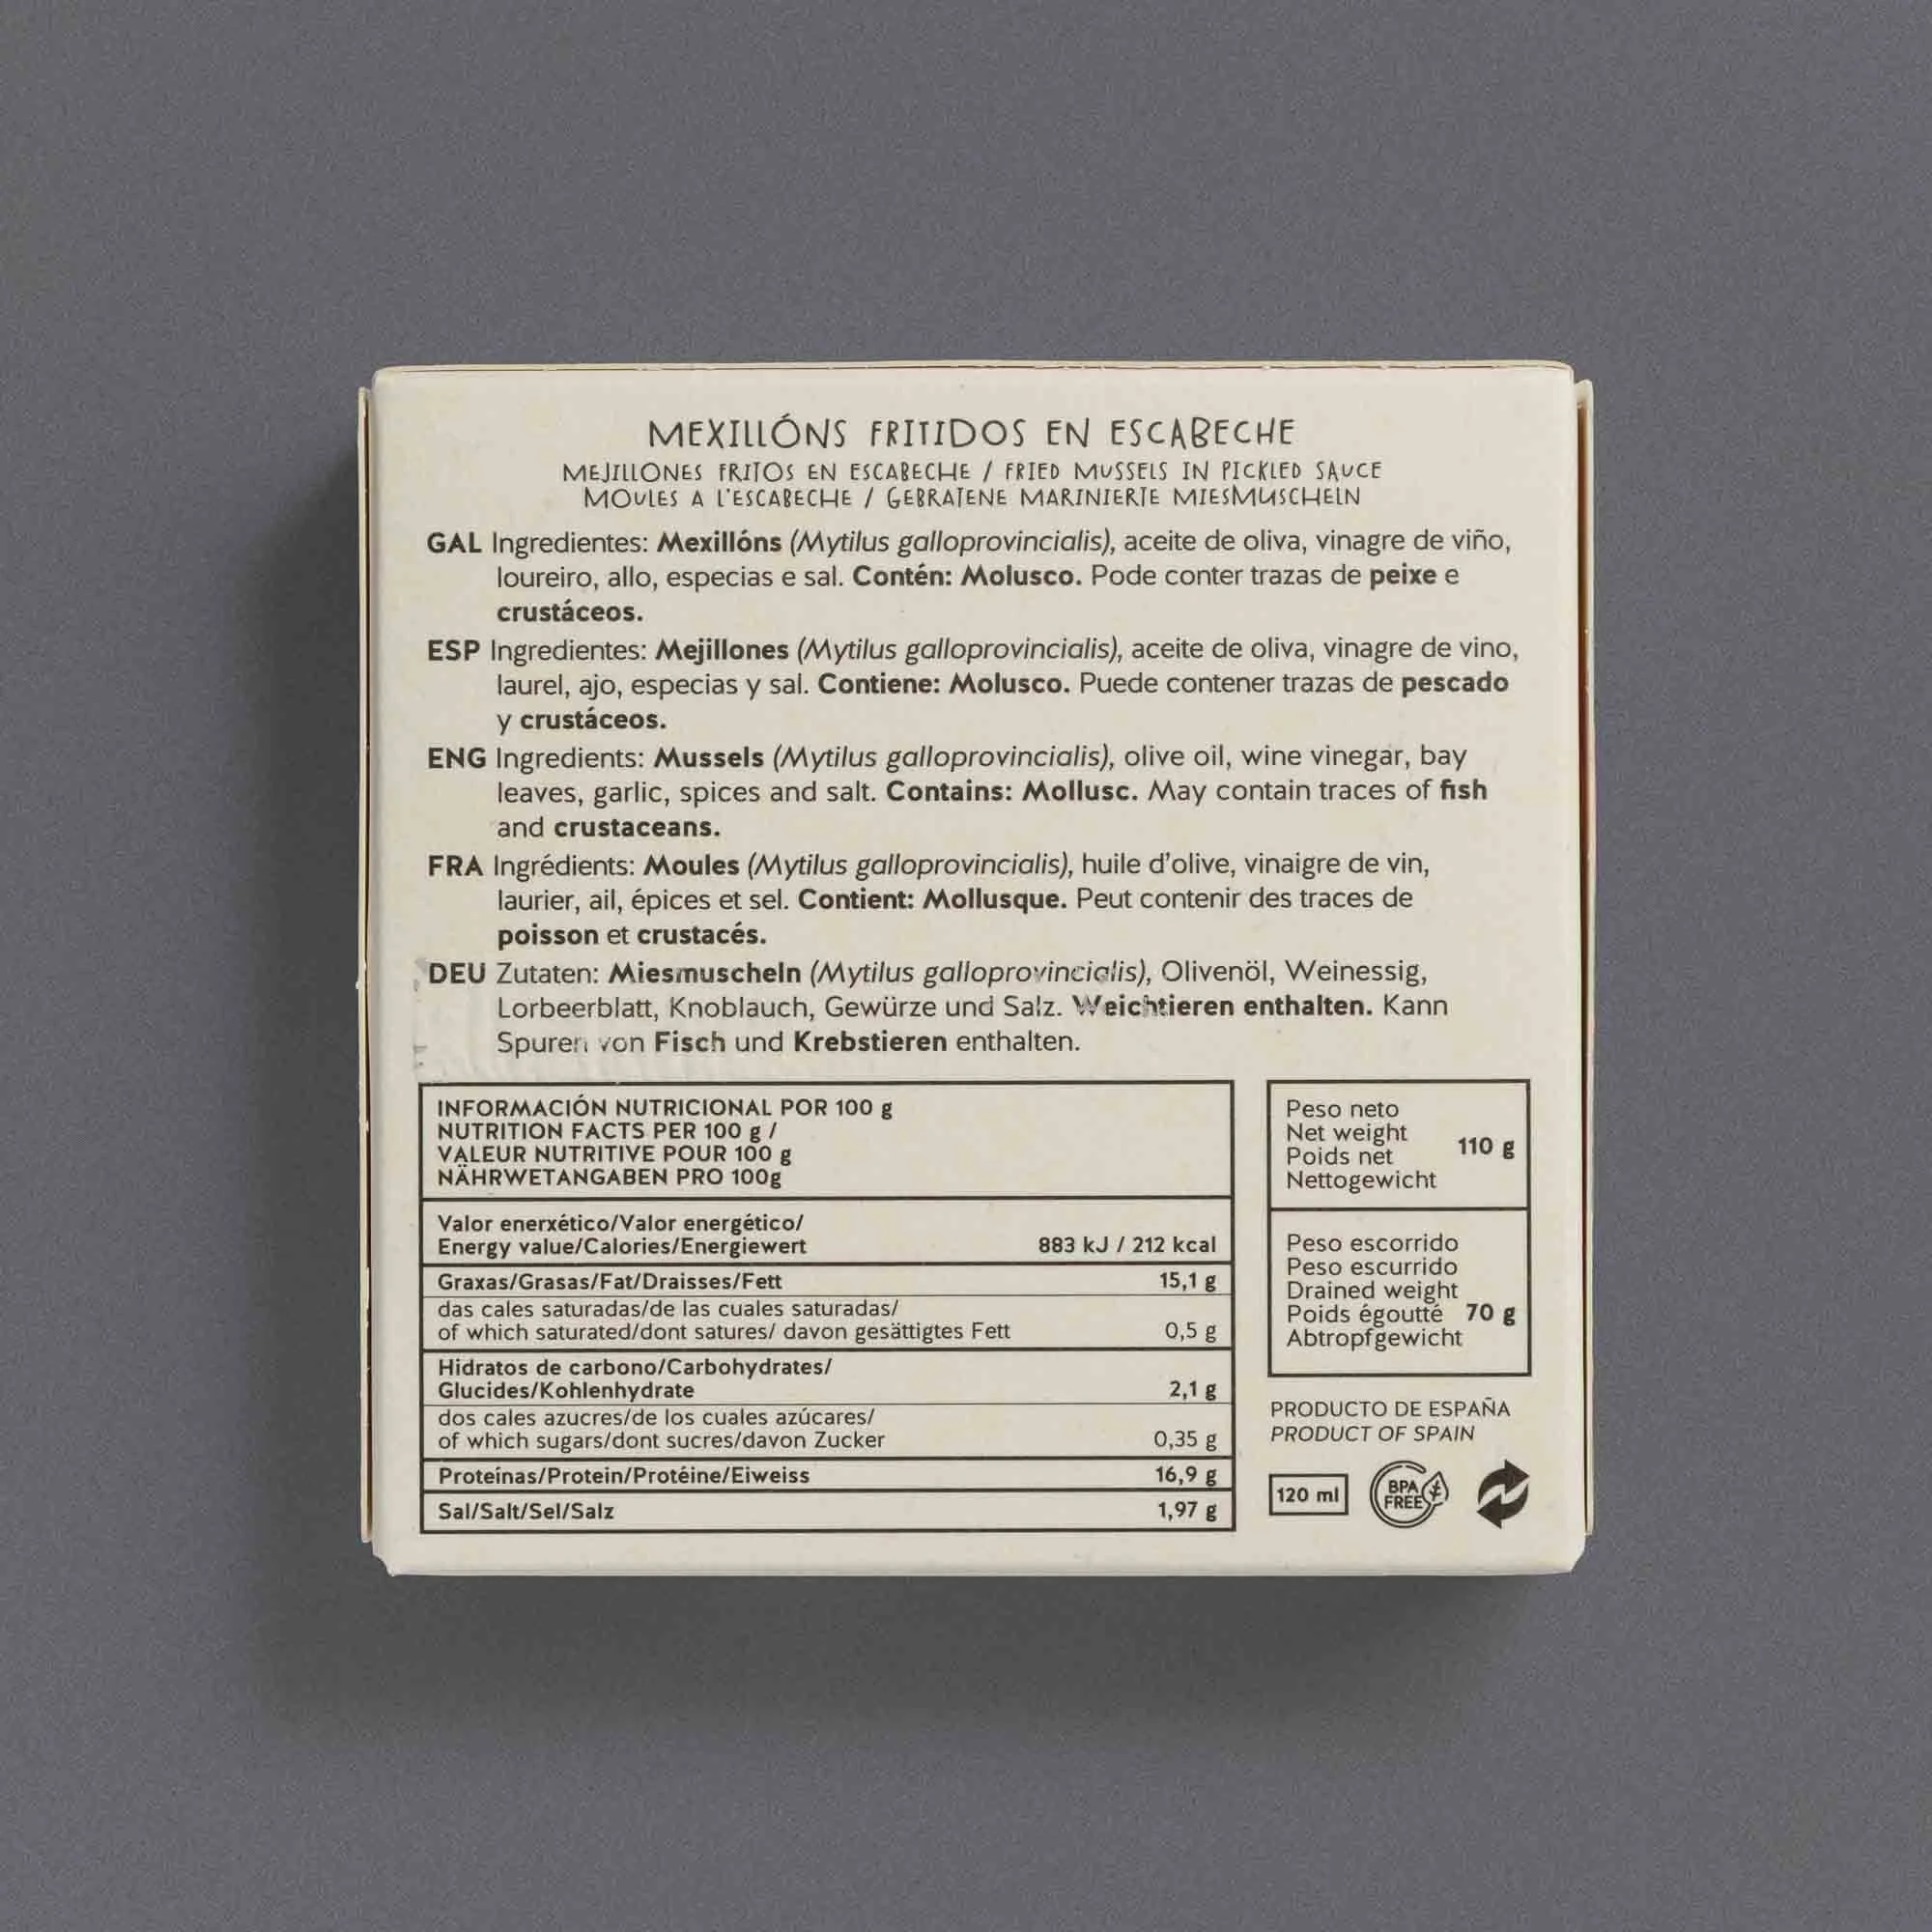 MEXILLÓNS FRITIDOS EN ESCABECHE
MEJILLONES FRITOS EN ESCABECHE / FRIED MUSSELS IN PICKLED SAUCE
MOULES A L'ESCABECHE / GEBRATENE MARINIERTE MIESMUSCHELN
GAL Ingredientes: Mexillóns (Mytilus galloprovincialis), aceite de oliva, vinagre de viño,
loureiro, allo, especias e sal. Contén: Molusco. Pode conter trazas de peixe e
crustáceos.
ESP Ingredientes: Mejillones (Mytilus galloprovincialis), aceite de oliva, vinagre de vino,
laurel, ajo, especias y sal. Contiene: Molusco. Puede contener trazas de pescado
y crustáceos.
ENG Ingredients: Mussels (Mytilus galloprovincialis), olive oil, wine vinegar, bay
leaves, garlic, spices and salt. Contains: Mollusc. May contain traces of fish
and crustaceans.
FRA Ingrédients: Moules (Mytilus galloprovincialis), huile d'olive, vinaigre de vin,
laurier, ail, épices et sel. Contient: Mollusque. Peut contenir des traces de
poisson et crustacés.
DEU Zutaten: Miesmuscheln (Mytilus galloprovincialis), Olivenöl, Weinessig,
Lorbeerblatt, Knoblauch, Gewürze und Salz. Weichtieren enthalten. Kann
Spuren von Fisch und Krebstieren enthalten.
INFORMACIÓN NUTRICIONAL POR 100 g
NUTRITION FACTS PER 100 g /
VALEUR NUTRITIVE POUR 100 g
NÄHRWETANGABEN PRO 100g
Valor enerxético/Valor energético/
Energy value/Calories/Energiewert 883 kJ / 212 kcal
Graxas/Grasas/Fat/Draisses/Fett 15,1 g
das cales saturadas/de las cuales saturadas/
of which saturated/dont satures/ davon gesättigtes Fett 0,5 g
Hidratos de carbono/Carbohydrates/
Glucides/Kohlenhydrate 2,1 g
dos cales azucres/de los cuales azúcares/
of which sugars/dont sucres/davon Zucker 0,35 g
Proteínas/Protein/Protéine/Eiweiss 16,9 g
Sal/Salt/Sel/Salz 1,97 g
Peso neto
Net weight
Poids net 110 g
Nettogewicht
Peso escorrido
Peso escurrido
Drained weight
Poids égoutté 70 g
Abtropfgewicht
PRODUCTO DE ESPAÑA
PRODUCT OF SPAIN
120 ml
BPA
FREE